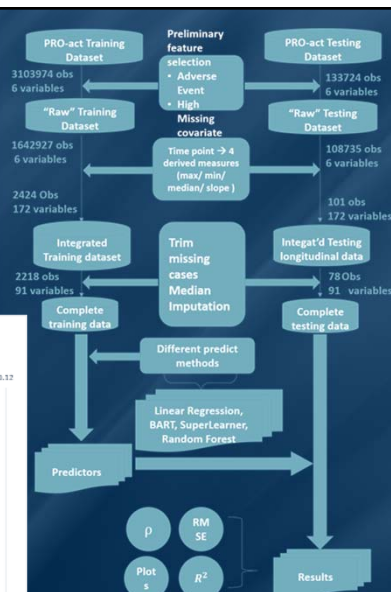 Preliminary
feature
selection
• Adverse
Event
• High
Missing
covariate
PRO-act Training
Dataset
PRO-act Testing
Dataset
3103974 obs
6 variables
133724 obs
6 variables
"Raw" Training
Dataset
"Raw" Testing
Dataset
Time point → 4
derived measures
(max/ min/
median/ slope )
1642927 obs
6 variables
108735 obs
6 variables
2424 Obs
172 variables
101 obs
172 variables
Integrated
Training dataset
Trim
missing
cases
Median
Imputation
Integat'd Testing
longitudinal data
2218 obs
91 variables
78 Obs
91 variables
Complete
training data
Complete
testing data
Different predict
methods
Linear Regression,
BART, SuperLearner,
Random Forest
Predictors
ρ
RM
SE
Plot
s
R²
Results